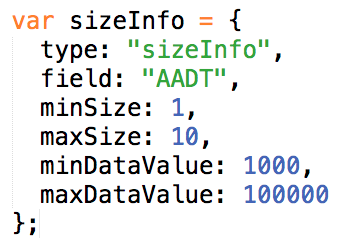 var sizeInfo = {
  type: "sizeInfo",
  field: "AADT",
  minSize: 1,
  maxSize: 10,
  minDataValue: 1000,
  maxDataValue: 100000
};